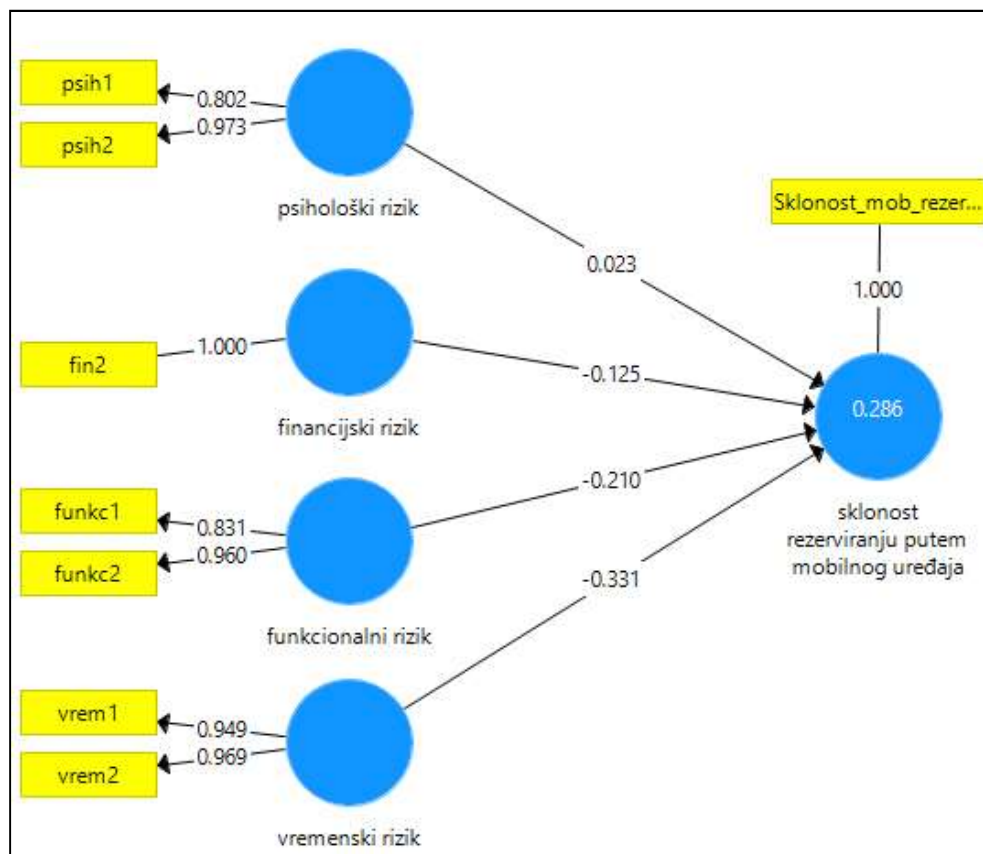 psih1
0.802
psih2
0.973
psihološki rizik
0.023
Sklonost_mob_rezer...
1.000
fin2
1.000
financijski rizik
-0.125
0.286
sklonost
rezerviranju putem
mobilnog uređaja
funkc1
0.831
funkc2
0.960
funkcionalni rizik
-0.210
-0.331
vrem1
0.949
vrem2
0.969
vremenski rizik